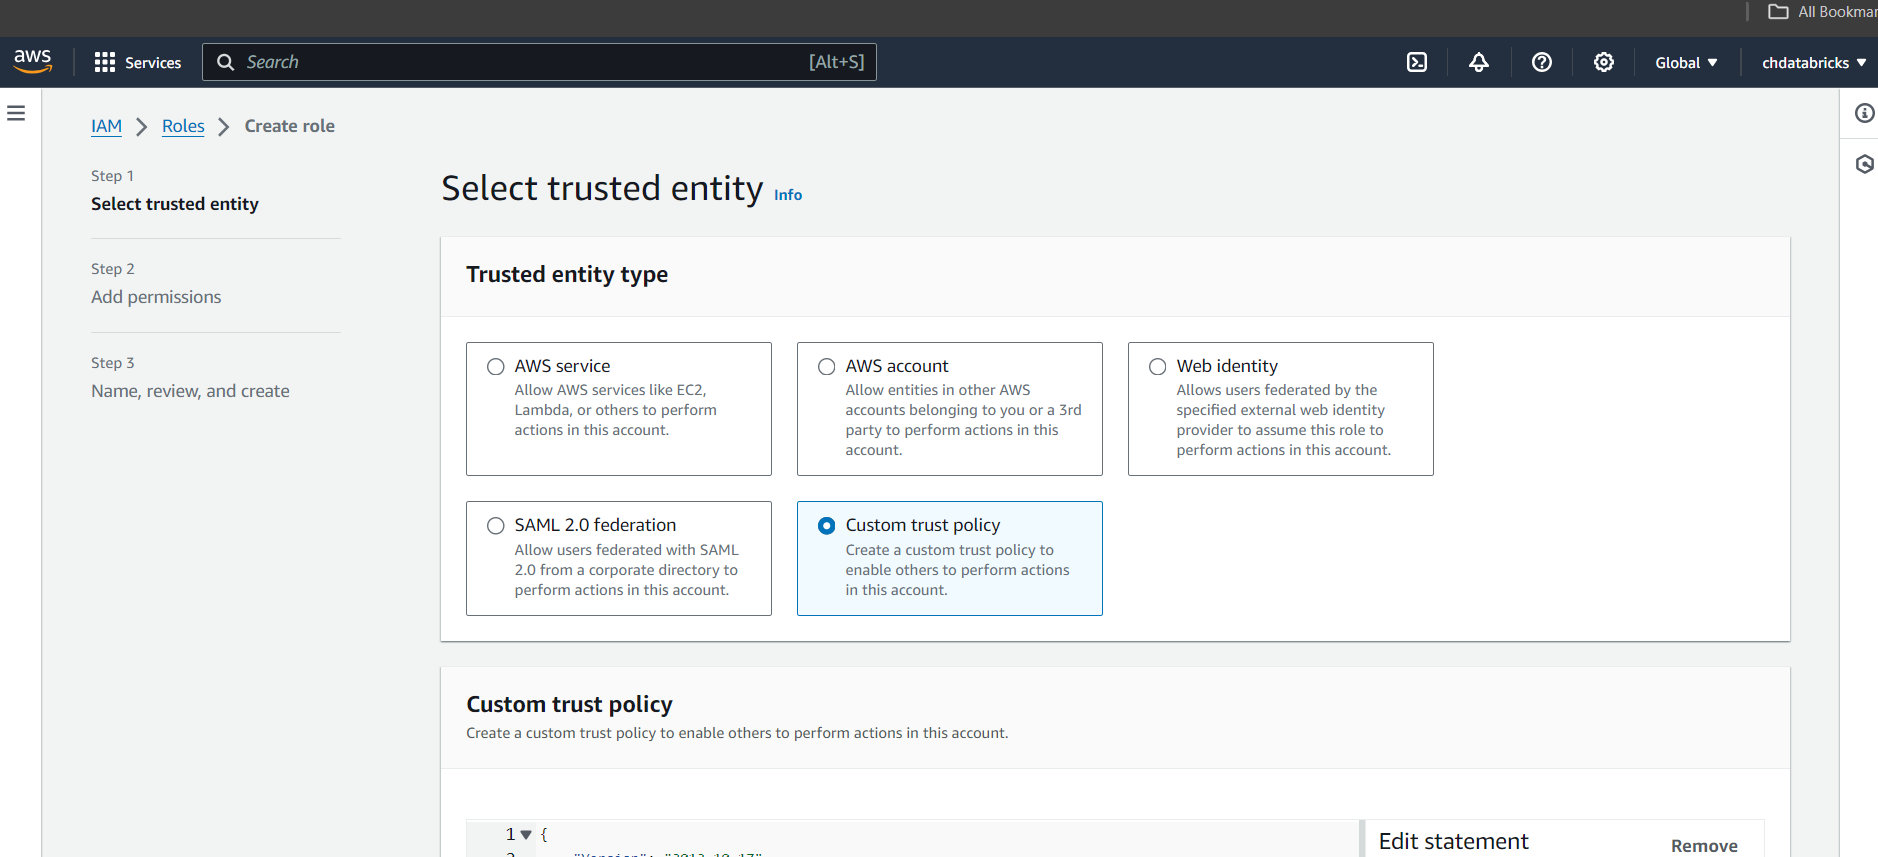 All Bookmar
aws
Services
Search
[Alt+S]
Global
chdatabricks
IAM
Roles
Create role
Step 1
Select trusted entity
Step 2
Add permissions
Step 3
Name, review, and create
Select trusted entity Info
Trusted entity type
AWS service
Allow AWS services like EC2,
Lambda, or others to perform
actions in this account.
AWS account
Allow entities in other AWS
accounts belonging to you or a 3rd
party to perform actions in this
account.
Web identity
Allows users federated by the
specified external web identity
provider to assume this role to
perform actions in this account.
SAML 2.0 federation
Allow users federated with SAML
2.0 from a corporate directory to
perform actions in this account.
Custom trust policy
Create a custom trust policy to
enable others to perform actions
in this account.
Custom trust policy
Create a custom trust policy to enable others to perform actions in this account.
1 {
2 "Version": "2012-10-17"
Edit statement
Remove